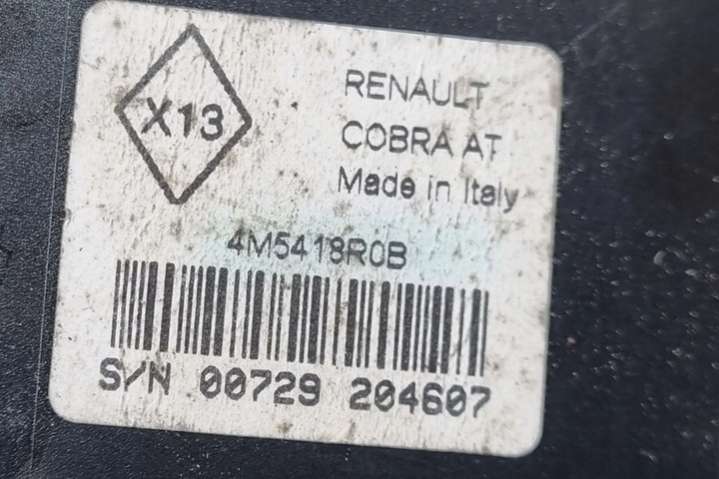 X13
RENAULT
COBRA AT
Made in Italy
4M5418R0B
S/N 00729 204607